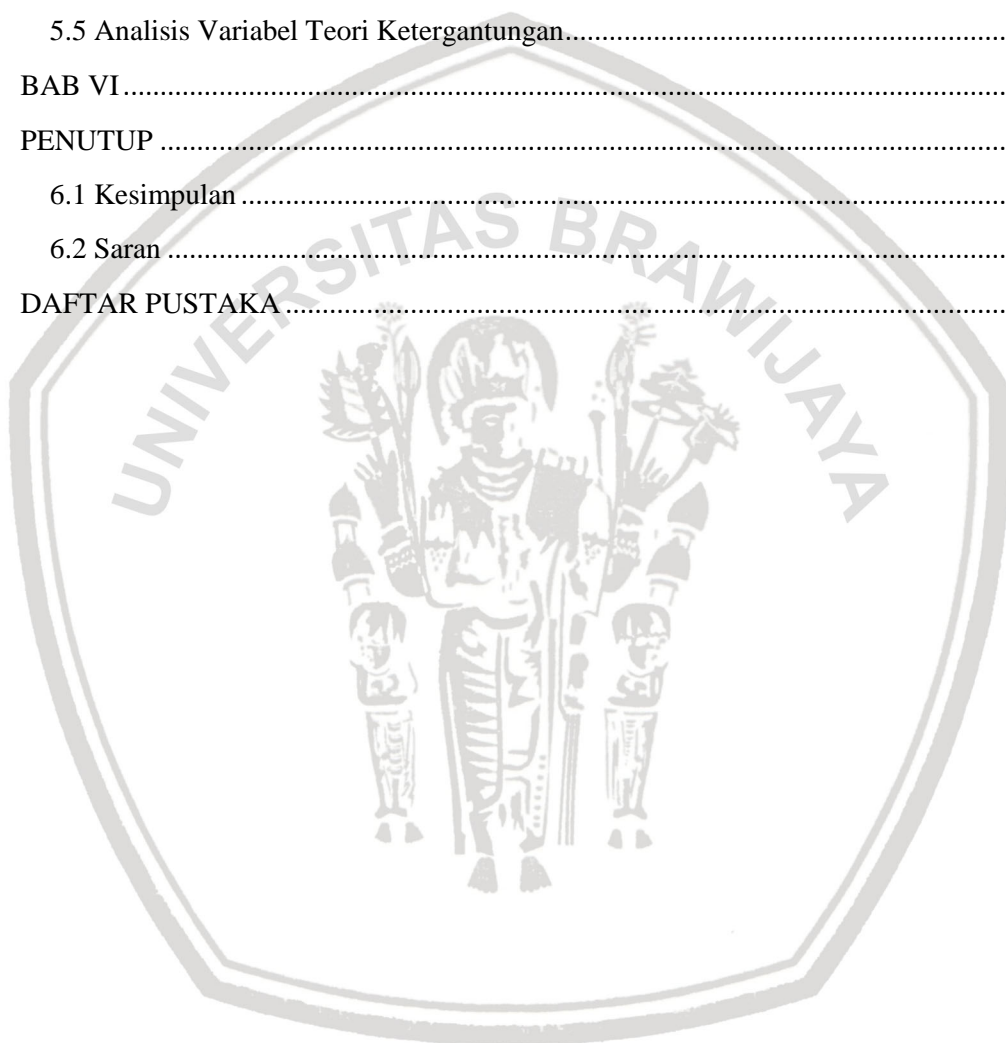 5.5 Analisis Variabel Teori Ketergantungan........................................................
BAB VI........................................................................................................................
PENUTUP ...................................................................................................................
6.1 Kesimpulan ........................................................................................................
6.2 Saran ..................................................................................................................
DAFTAR PUSTAKA ..................................................................................................
UNIVERSITAS BRAWIJAYA